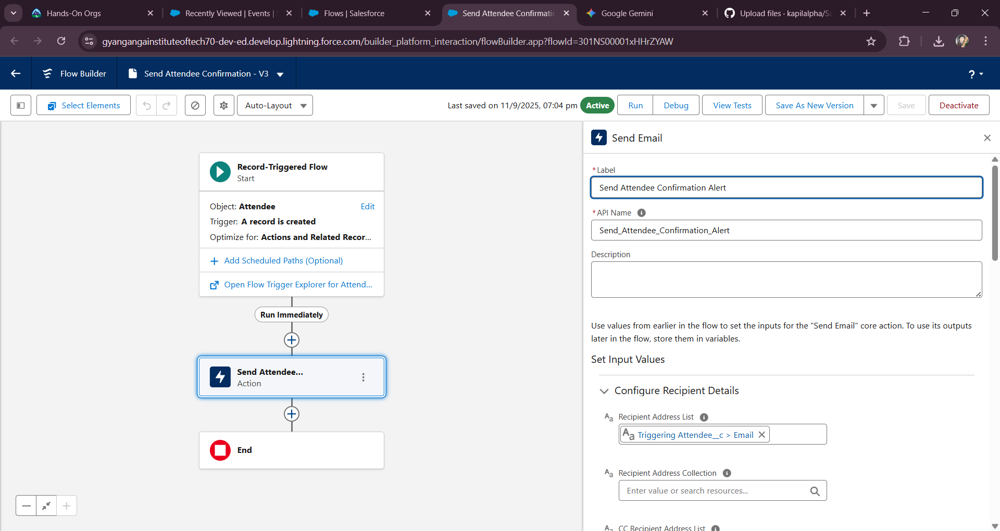 Hands-On Orgs
Recently Viewed | Events |
Flows | Salesforce
Send Attendee Confirmatio
Google Gemini
Upload files · kapilalpha/Sa
gyangangainstituteoftech70-dev-ed.develop.lightning.force.com/builder_platform_interaction/flowBuilder.app?flowId=301NS00001xHHrZYAW
Flow Builder
Send Attendee Confirmation - V3
?
Select Elements
Auto-Layout
Last saved on 11/9/2025, 07:04 pm
Active
Run
Debug
View Tests
Save As New Version
Save
Deactivate
Record-Triggered Flow
Start
Object: Attendee
Edit
Trigger: A record is created
Optimize for: Actions and Related Recor...
Add Scheduled Paths (Optional)
Open Flow Trigger Explorer for Attend...
Run Immediately
Send Attendee...
Action
End
Send Email
* Label
Send Attendee Confirmation Alert
* API Name
Send_Attendee_Confirmation_Alert
Description
Use values from earlier in the flow to set the inputs for the "Send Email" core action. To use its outputs
later in the flow, store them in variables.
Set Input Values
Configure Recipient Details
Aa Recipient Address List
Aa Triggering Attendee__c > Email
Aa Recipient Address Collection
Enter value or search resources...
Aa CC Recipient Address List